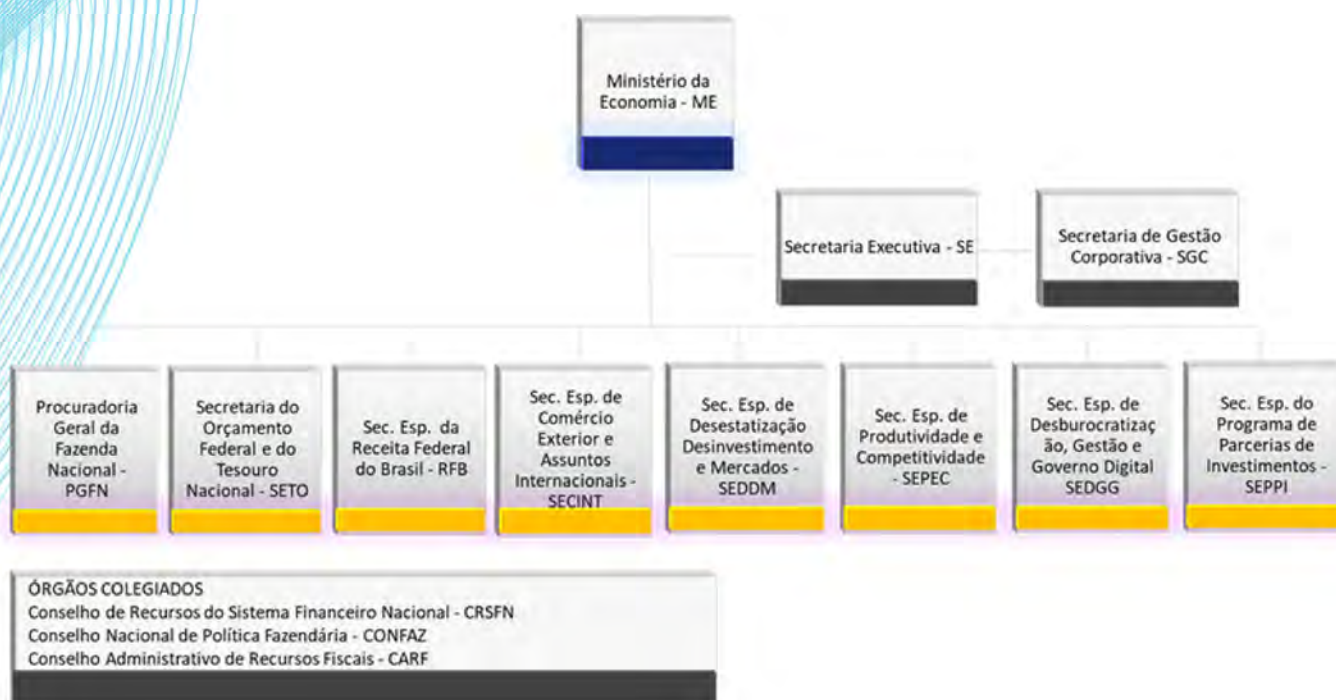 Ministério da
Economia - ME
Secretaria Executiva - SE
Secretaria de Gestão
Corporativa - SGC
Procuradoria
Geral da
Fazenda
Nacional -
PGFN
Secretaria do
Orçamento
Federal e do
Tesouro
Nacional - SETO
Sec. Esp. da
Receita Federal
do Brasil - RFB
Sec. Esp. de
Comércio
Exterior e
Assuntos
Internacionais -
SECINT
Sec. Esp. de
Desestatização
Desinvestimento
e Mercados -
SEDDM
Sec. Esp. de
Produtividade e
Competitividade
- SEPEC
Sec. Esp. de
Desburocratizaç
ão, Gestão e
Governo Digital
SEDGG
Sec. Esp. do
Programa de
Parcerias de
Investimentos -
SEPPI
ÓRGÃOS COLEGIADOS
Conselho de Recursos do Sistema Financeiro Nacional - CRSFN
Conselho Nacional de Política Fazendária - CONFAZ
Conselho Administrativo de Recursos Fiscais - CARF